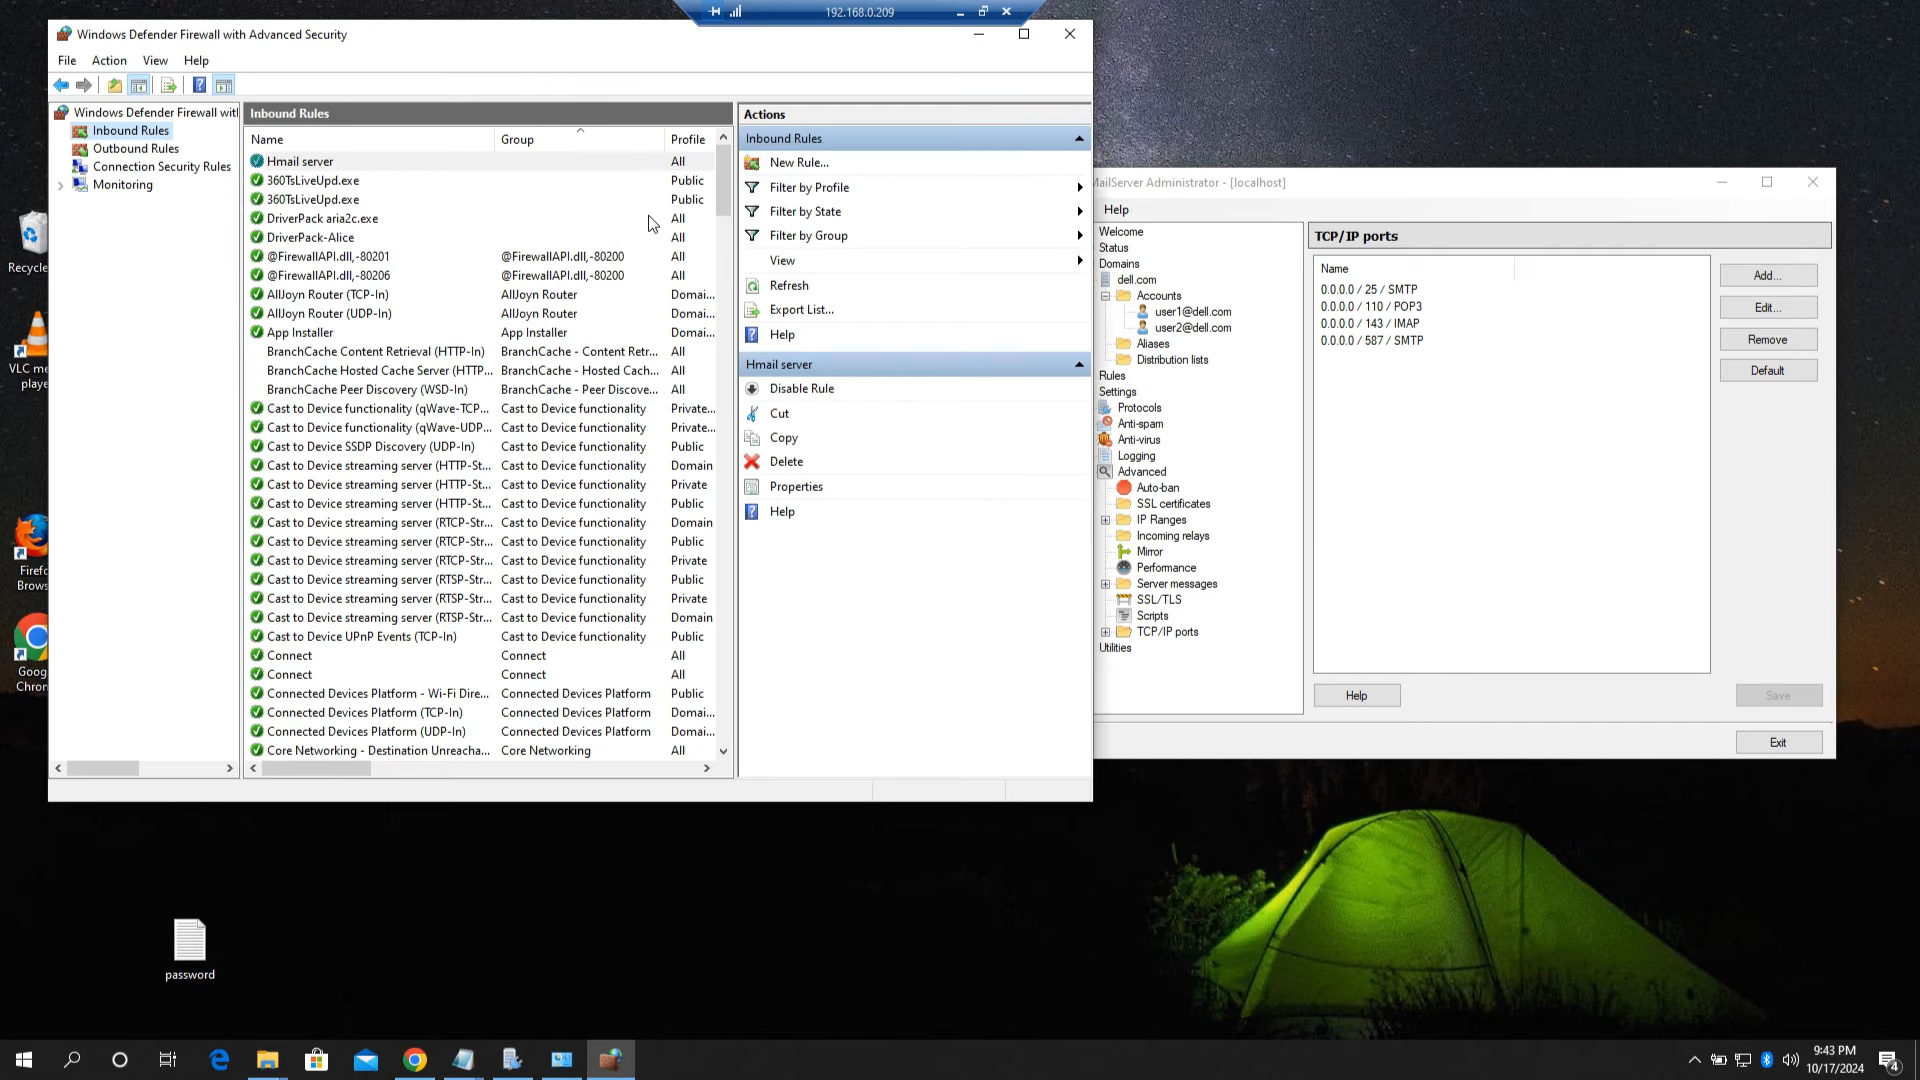 192.168.0.209
Windows Defender Firewall with Advanced Security
File Action View Help
Windows Defender Firewall wit
Inbound Rules
Outbound Rules
Connection Security Rules
Monitoring
Inbound Rules
Name Group Profile
Hmail server All
360TsLiveUpd.exe Public
360TsLiveUpd.exe Public
DriverPack aria2c.exe All
DriverPack-Alice All
@FirewallAPI.dll,-80201 @FirewallAPI.dll,-80200 All
@FirewallAPI.dll,-80206 @FirewallAPI.dll,-80200 All
AllJoyn Router (TCP-In) AllJoyn Router Domai...
AllJoyn Router (UDP-In) AllJoyn Router Domai...
App Installer App Installer Domai...
BranchCache Content Retrieval (HTTP-In) BranchCache - Content Retr... All
BranchCache Hosted Cache Server (HTTP... BranchCache - Hosted Cach... All
BranchCache Peer Discovery (WSD-In) BranchCache - Peer Discove... All
Cast to Device functionality (qWave-TCP... Cast to Device functionality Private...
Cast to Device functionality (qWave-UDP... Cast to Device functionality Private...
Cast to Device SSDP Discovery (UDP-In) Cast to Device functionality Public
Cast to Device streaming server (HTTP-St... Cast to Device functionality Domain
Cast to Device streaming server (HTTP-St... Cast to Device functionality Private
Cast to Device streaming server (HTTP-St... Cast to Device functionality Public
Cast to Device streaming server (RTCP-Str... Cast to Device functionality Domain
Cast to Device streaming server (RTCP-Str... Cast to Device functionality Public
Cast to Device streaming server (RTCP-Str... Cast to Device functionality Private
Cast to Device streaming server (RTSP-Str... Cast to Device functionality Public
Cast to Device streaming server (RTSP-Str... Cast to Device functionality Private
Cast to Device streaming server (RTSP-Str... Cast to Device functionality Domain
Cast to Device UPnP Events (TCP-In) Cast to Device functionality Public
Connect Connect All
Connect Connect All
Connected Devices Platform - Wi-Fi Dire... Connected Devices Platform Public
Connected Devices Platform (TCP-In) Connected Devices Platform Domai...
Connected Devices Platform (UDP-In) Connected Devices Platform Domai...
Core Networking - Destination Unreacha... Core Networking All
Actions
Inbound Rules
New Rule...
Filter by Profile
Filter by State
Filter by Group
View
Refresh
Export List...
Help
Hmail server
Disable Rule
Cut
Copy
Delete
Properties
Help
MailServer Administrator - [localhost]
Help
Welcome
Status
Domains
dell.com
Accounts
user1@dell.com
user2@dell.com
Aliases
Distribution lists
Rules
Settings
Protocols
Anti-spam
Anti-virus
Logging
Advanced
Auto-ban
SSL certificates
IP Ranges
Incoming relays
Mirror
Performance
Server messages
SSL/TLS
Scripts
TCP/IP ports
Utilities
TCP/IP ports
Name
0.0.0.0 / 25 / SMTP
0.0.0.0 / 110 / POP3
0.0.0.0 / 143 / IMAP
0.0.0.0 / 587 / SMTP
Add...
Edit...
Remove
Default
Help
Save
Exit
Recycle
VLC me
playe
Firefo
Brows
Goog
Chron
password
9:43 PM
10/17/2024
4